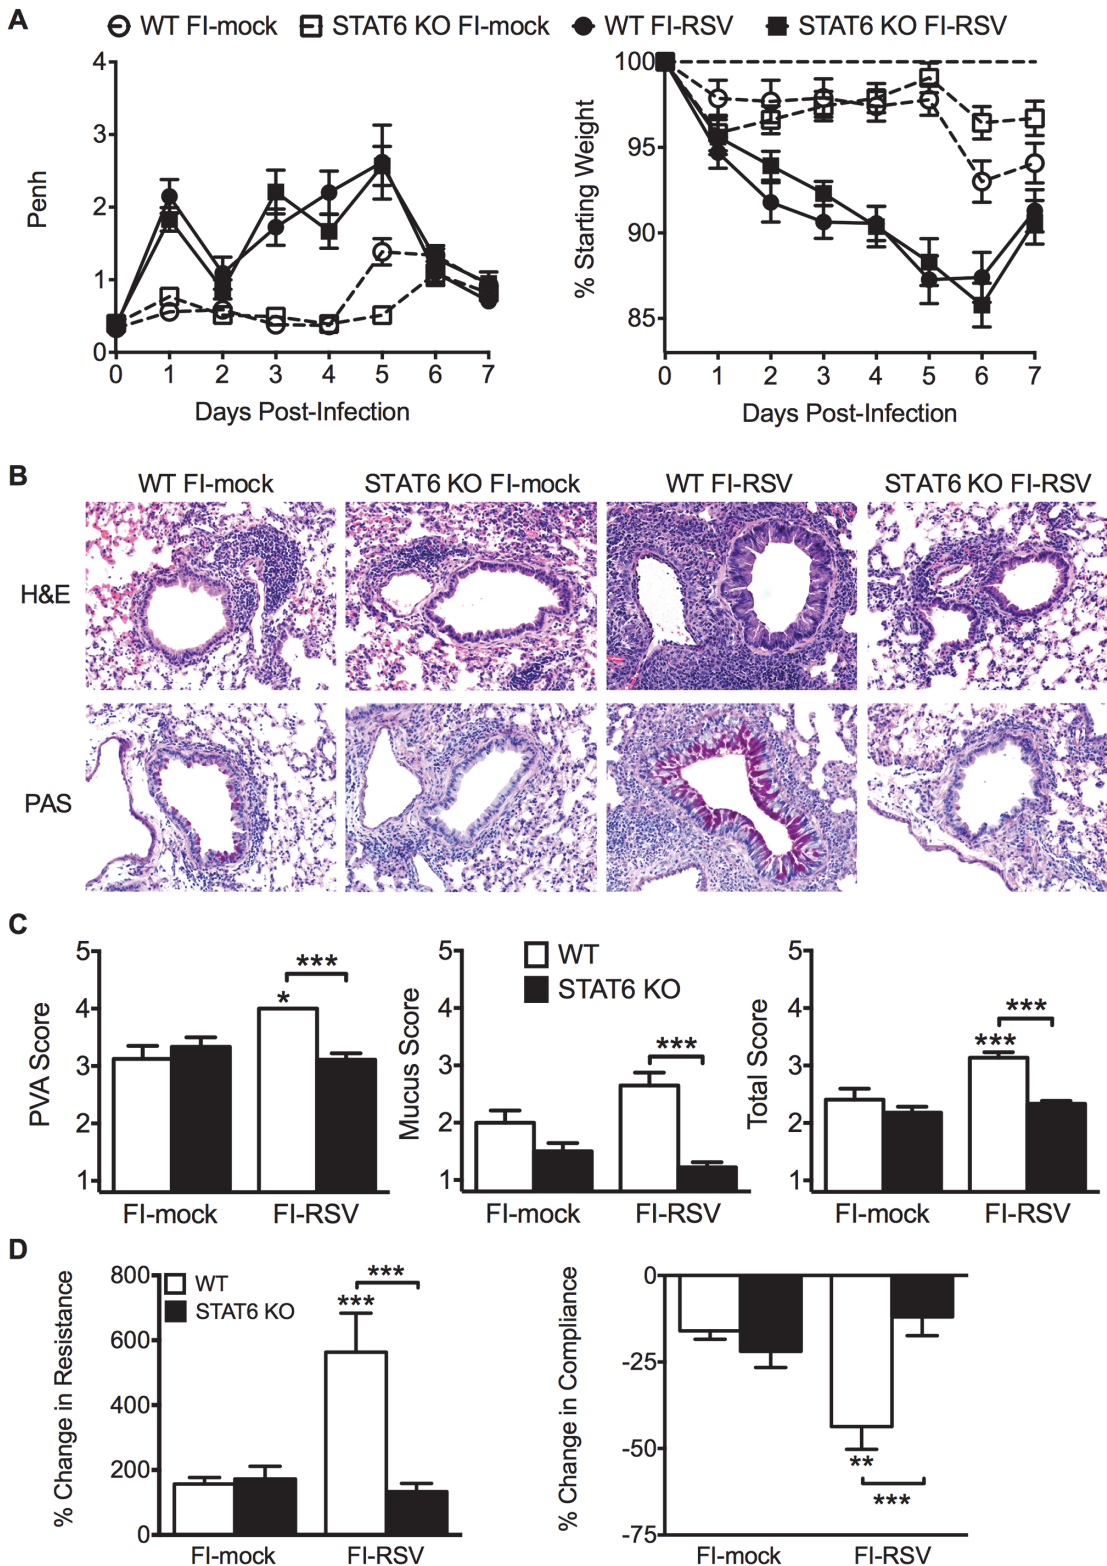 A
WT FI-mock STAT6 KO FI-mock WT FI-RSV STAT6 KO FI-RSV
Penh
4
3
2
1
0
0 1 2 3 4 5 6 7
Days Post-Infection
% Starting Weight
100
95
90
85
0 1 2 3 4 5 6 7
Days Post-Infection
B
WT FI-mock STAT6 KO FI-mock WT FI-RSV STAT6 KO FI-RSV
H&E
PAS
C
PVA Score
5
4
3
2
1
***
*
FI-mock FI-RSV
Mucus Score
5
4
3
2
1
WT
STAT6 KO
***
FI-mock FI-RSV
Total Score
5
4
3
2
1
***
***
FI-mock FI-RSV
D
% Change in Resistance
800
600
400
200
0
WT
STAT6 KO
***
***
FI-mock FI-RSV
% Change in Compliance
0
-25
-50
-75
**
***
FI-mock FI-RSV